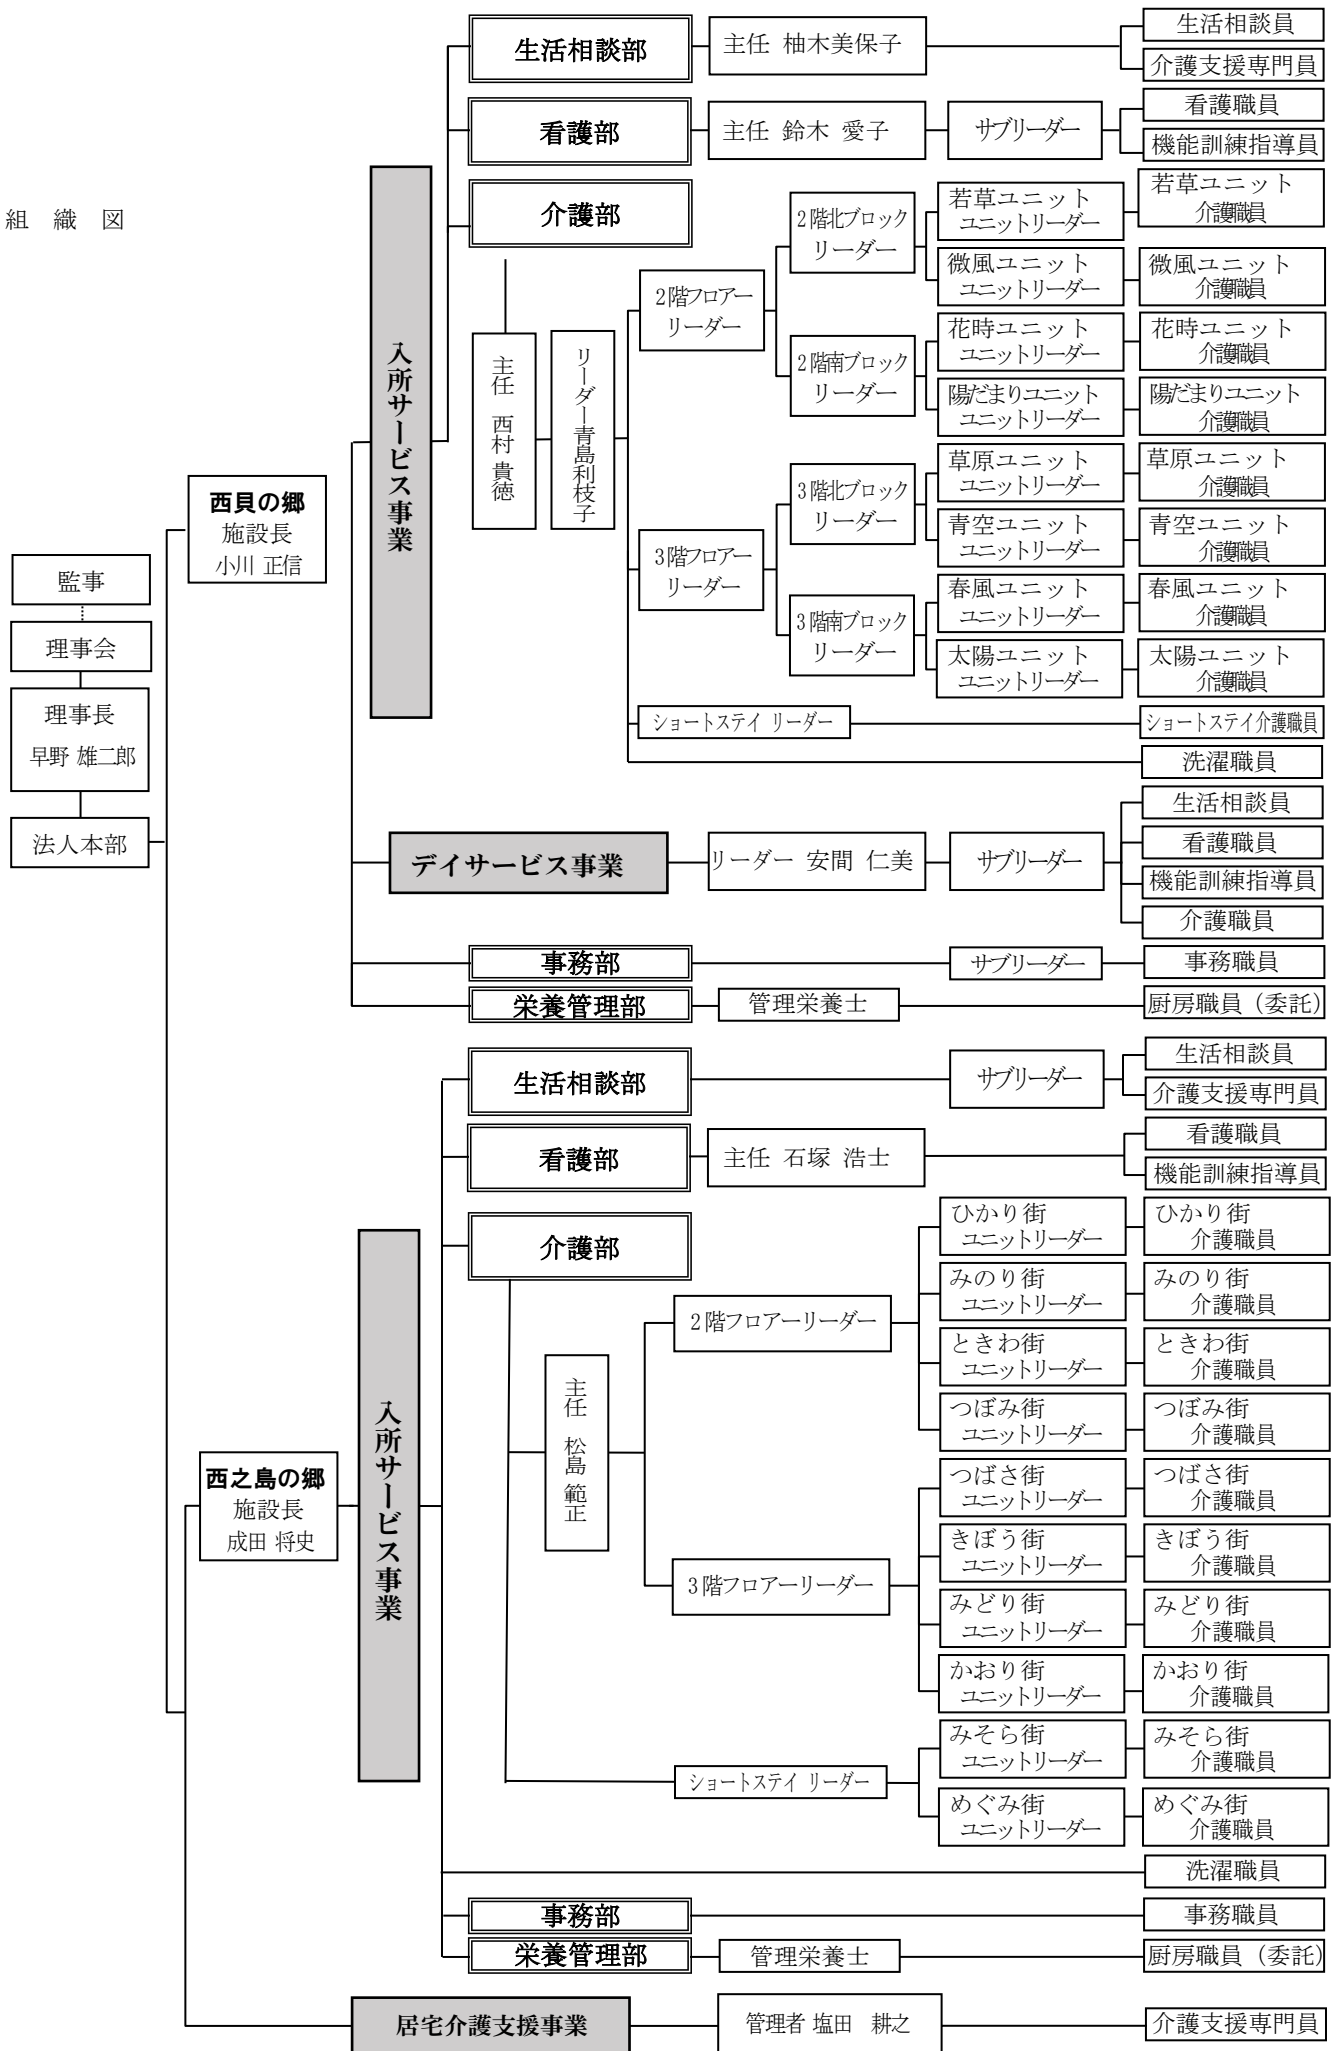 組 織 図
監事
理事会
理事長
早野 雄二郎
法人本部
西貝の郷
施設長
小川 正信
入所サービス事業
生活相談部
主任 柚木美保子
生活相談員
介護支援専門員
看護部
主任 鈴木 愛子
サブリーダー
看護職員
機能訓練指導員
介護部
主任 西村 貴徳
リーダー青島利枝子
2階フロアー
リーダー
2階北ブロック
リーダー
若草ユニット
ユニットリーダー
若草ユニット
介護職員
微風ユニット
ユニットリーダー
微風ユニット
介護職員
2階南ブロック
リーダー
花時ユニット
ユニットリーダー
花時ユニット
介護職員
陽だまりユニット
ユニットリーダー
陽だまりユニット
介護職員
3階フロアー
リーダー
3階北ブロック
リーダー
草原ユニット
ユニットリーダー
草原ユニット
介護職員
青空ユニット
ユニットリーダー
青空ユニット
介護職員
3階南ブロック
リーダー
春風ユニット
ユニットリーダー
春風ユニット
介護職員
太陽ユニット
ユニットリーダー
太陽ユニット
介護職員
ショートステイ リーダー
ショートステイ介護職員
洗濯職員
デイサービス事業
リーダー 安間 仁美
サブリーダー
生活相談員
看護職員
機能訓練指導員
介護職員
事務部
サブリーダー
事務職員
栄養管理部
管理栄養士
厨房職員（委託）
西之島の郷
施設長
成田 将史
入所サービス事業
生活相談部
サブリーダー
生活相談員
介護支援専門員
看護部
主任 石塚 浩士
看護職員
機能訓練指導員
介護部
主任 松島 範正
2階フロアーリーダー
ひかり街
ユニットリーダー
ひかり街
介護職員
みのり街
ユニットリーダー
みのり街
介護職員
ときわ街
ユニットリーダー
ときわ街
介護職員
つぼみ街
ユニットリーダー
つぼみ街
介護職員
3階フロアーリーダー
つばさ街
ユニットリーダー
つばさ街
介護職員
きぼう街
ユニットリーダー
きぼう街
介護職員
みどり街
ユニットリーダー
みどり街
介護職員
かおり街
ユニットリーダー
かおり街
介護職員
ショートステイ リーダー
みそら街
ユニットリーダー
みそら街
介護職員
めぐみ街
ユニットリーダー
めぐみ街
介護職員
洗濯職員
事務部
事務職員
栄養管理部
管理栄養士
厨房職員（委託）
居宅介護支援事業
管理者 塩田 耕之
介護支援専門員